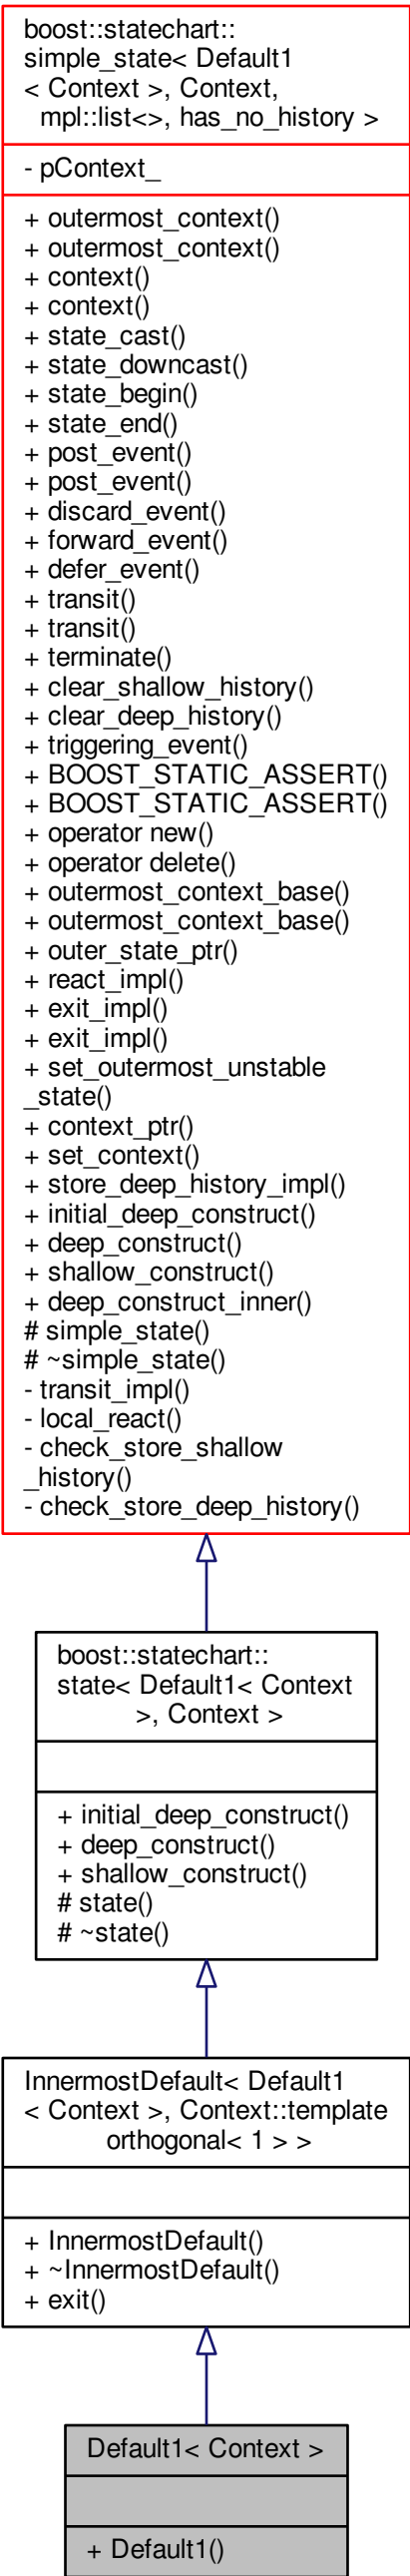 boost::statechart::
simple_state< Default1
< Context >, Context,
mpl::list<>, has_no_history >
- pContext_
+ outermost_context()
+ outermost_context()
+ context()
+ context()
+ state_cast()
+ state_downcast()
+ state_begin()
+ state_end()
+ post_event()
+ post_event()
+ discard_event()
+ forward_event()
+ defer_event()
+ transit()
+ transit()
+ terminate()
+ clear_shallow_history()
+ clear_deep_history()
+ triggering_event()
+ BOOST_STATIC_ASSERT()
+ BOOST_STATIC_ASSERT()
+ operator new()
+ operator delete()
+ outermost_context_base()
+ outermost_context_base()
+ outer_state_ptr()
+ react_impl()
+ exit_impl()
+ exit_impl()
+ set_outermost_unstable
_state()
+ context_ptr()
+ set_context()
+ store_deep_history_impl()
+ initial_deep_construct()
+ deep_construct()
+ shallow_construct()
+ deep_construct_inner()
# simple_state()
# ~simple_state()
- transit_impl()
- local_react()
- check_store_shallow
_history()
- check_store_deep_history()
boost::statechart::
state< Default1< Context
>, Context >
+ initial_deep_construct()
+ deep_construct()
+ shallow_construct()
# state()
# ~state()
InnermostDefault< Default1
< Context >, Context::template
orthogonal< 1 > >
+ InnermostDefault()
+ ~InnermostDefault()
+ exit()
Default1< Context >
+ Default1()